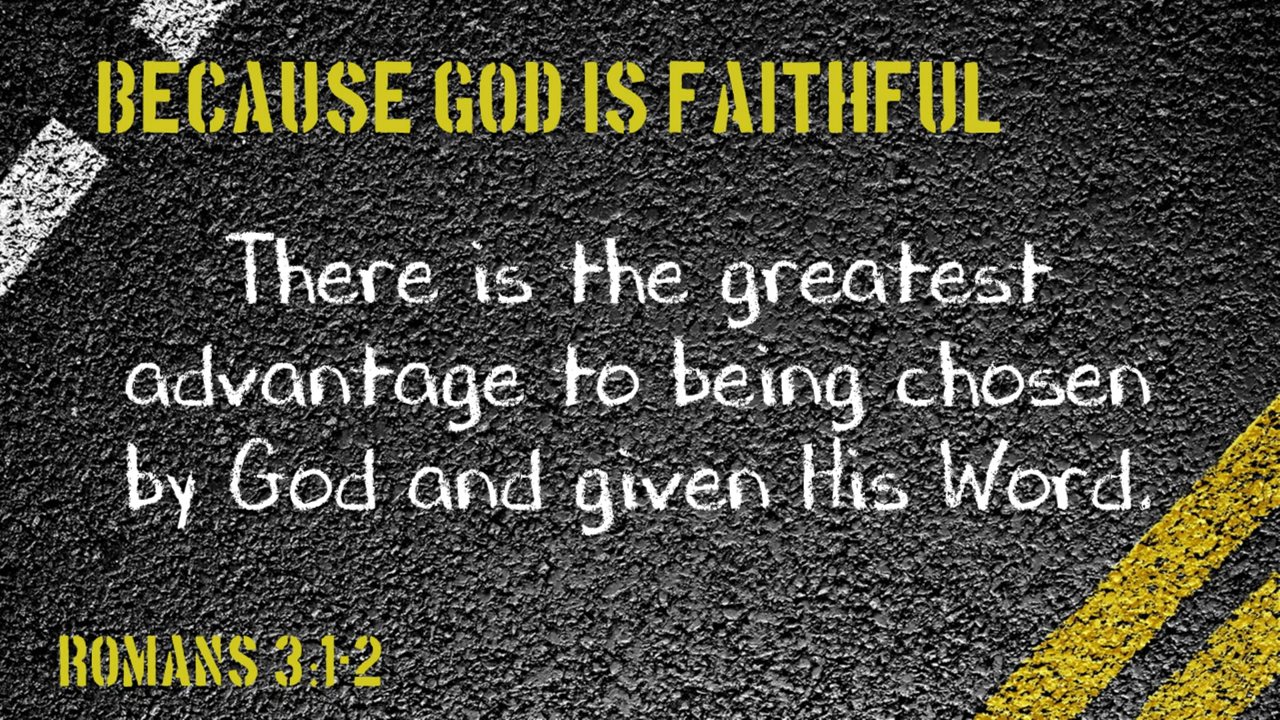 BECAUSE GOD IS FAITHFUL
There is the greatest
advantage to being chosen
by God and given His Word.
ROMANS 3:1-2